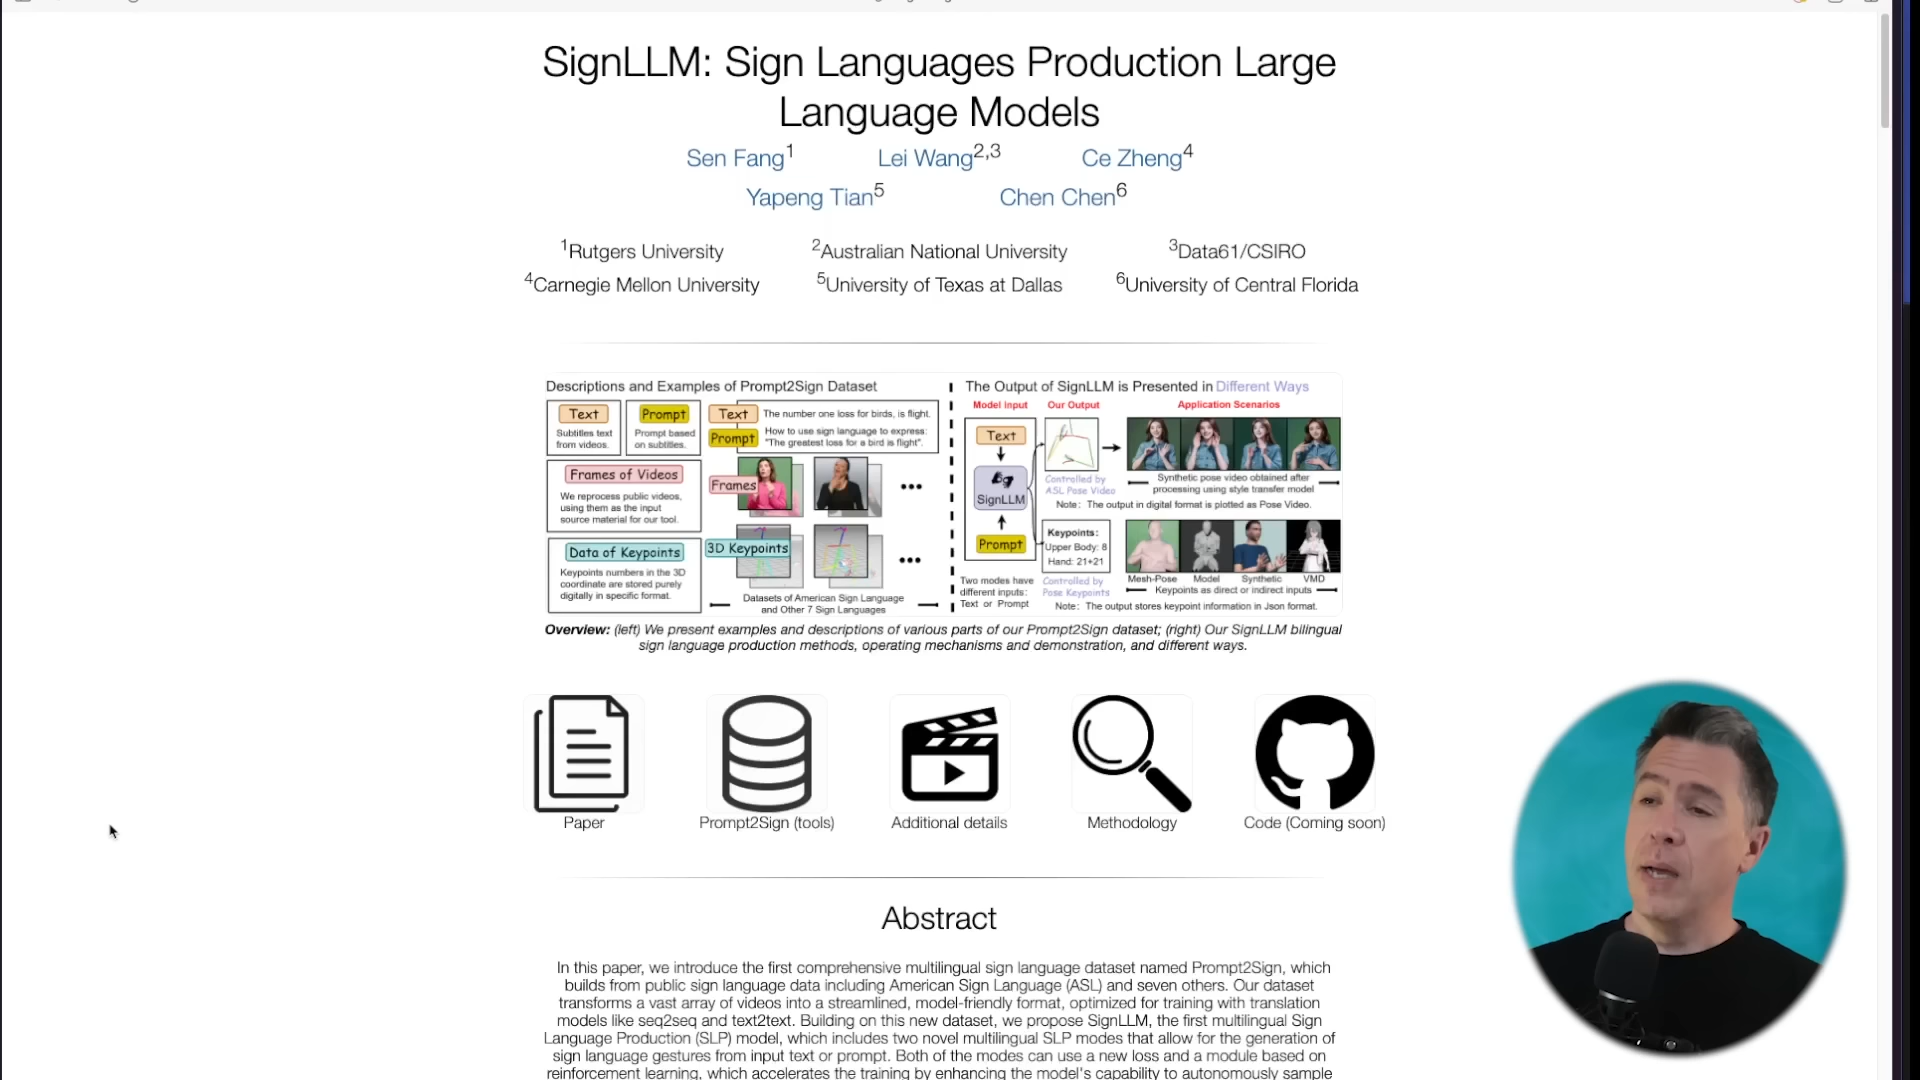 SignLLM: Sign Languages Production Large
Language Models
Sen Fang1 Lei Wang2,3 Ce Zheng4
Yapeng Tian5 Chen Chen6
1Rutgers University 2Australian National University 3Data61/CSIRO
4Carnegie Mellon University 5University of Texas at Dallas 6University of Central Florida
Descriptions and Examples of Prompt2Sign Dataset
Text
Subtitles text
from videos.
Prompt
Prompt based
on subtitles.
Text The number one loss for birds, is flight.
Prompt How to use sign language to express:
"The greatest loss for a bird is flight".
Frames of Videos
We reprocess public videos,
using them as the input
source material for our tool.
Frames
...
Data of Keypoints
Keypoints numbers in the 3D
coordinate are stored purely
digitally in specific format.
3D Keypoints
...
Datasets of American Sign Language
and Other 7 Sign Languages
The Output of SignLLM is Presented in Different Ways
Model Input Our Output Application Scenarios
Text
SignLLM
Prompt
Two modes have
different inputs:
Text or Prompt
Controlled by
ASL Pose Video
Synthetic pose video obtained after
processing using style transfer model
Note: The output in digital format is plotted as Pose Video.
Keypoints:
Upper Body: 8
Hand: 21+21
Controlled by
Pose Keypoints
Mesh-Pose Model Synthetic VMD
Keypoints as direct or indirect inputs
Note: The output stores keypoint information in Json format.
Overview: (left) We present examples and descriptions of various parts of our Prompt2Sign dataset; (right) Our SignLLM bilingual
sign language production methods, operating mechanisms and demonstration, and different ways.
Paper Prompt2Sign (tools) Additional details Methodology Code (Coming soon)
Abstract
In this paper, we introduce the first comprehensive multilingual sign language dataset named Prompt2Sign, which
builds from public sign language data including American Sign Language (ASL) and seven others. Our dataset
transforms a vast array of videos into a streamlined, model-friendly format, optimized for training with translation
models like seq2seq and text2text. Building on this new dataset, we propose SignLLM, the first multilingual Sign
Language Production (SLP) model, which includes two novel multilingual SLP modes that allow for the generation of
sign language gestures from input text or prompt. Both of the modes can use a new loss and a module based on
reinforcement learning, which accelerates the training by enhancing the model's capability to autonomously sample